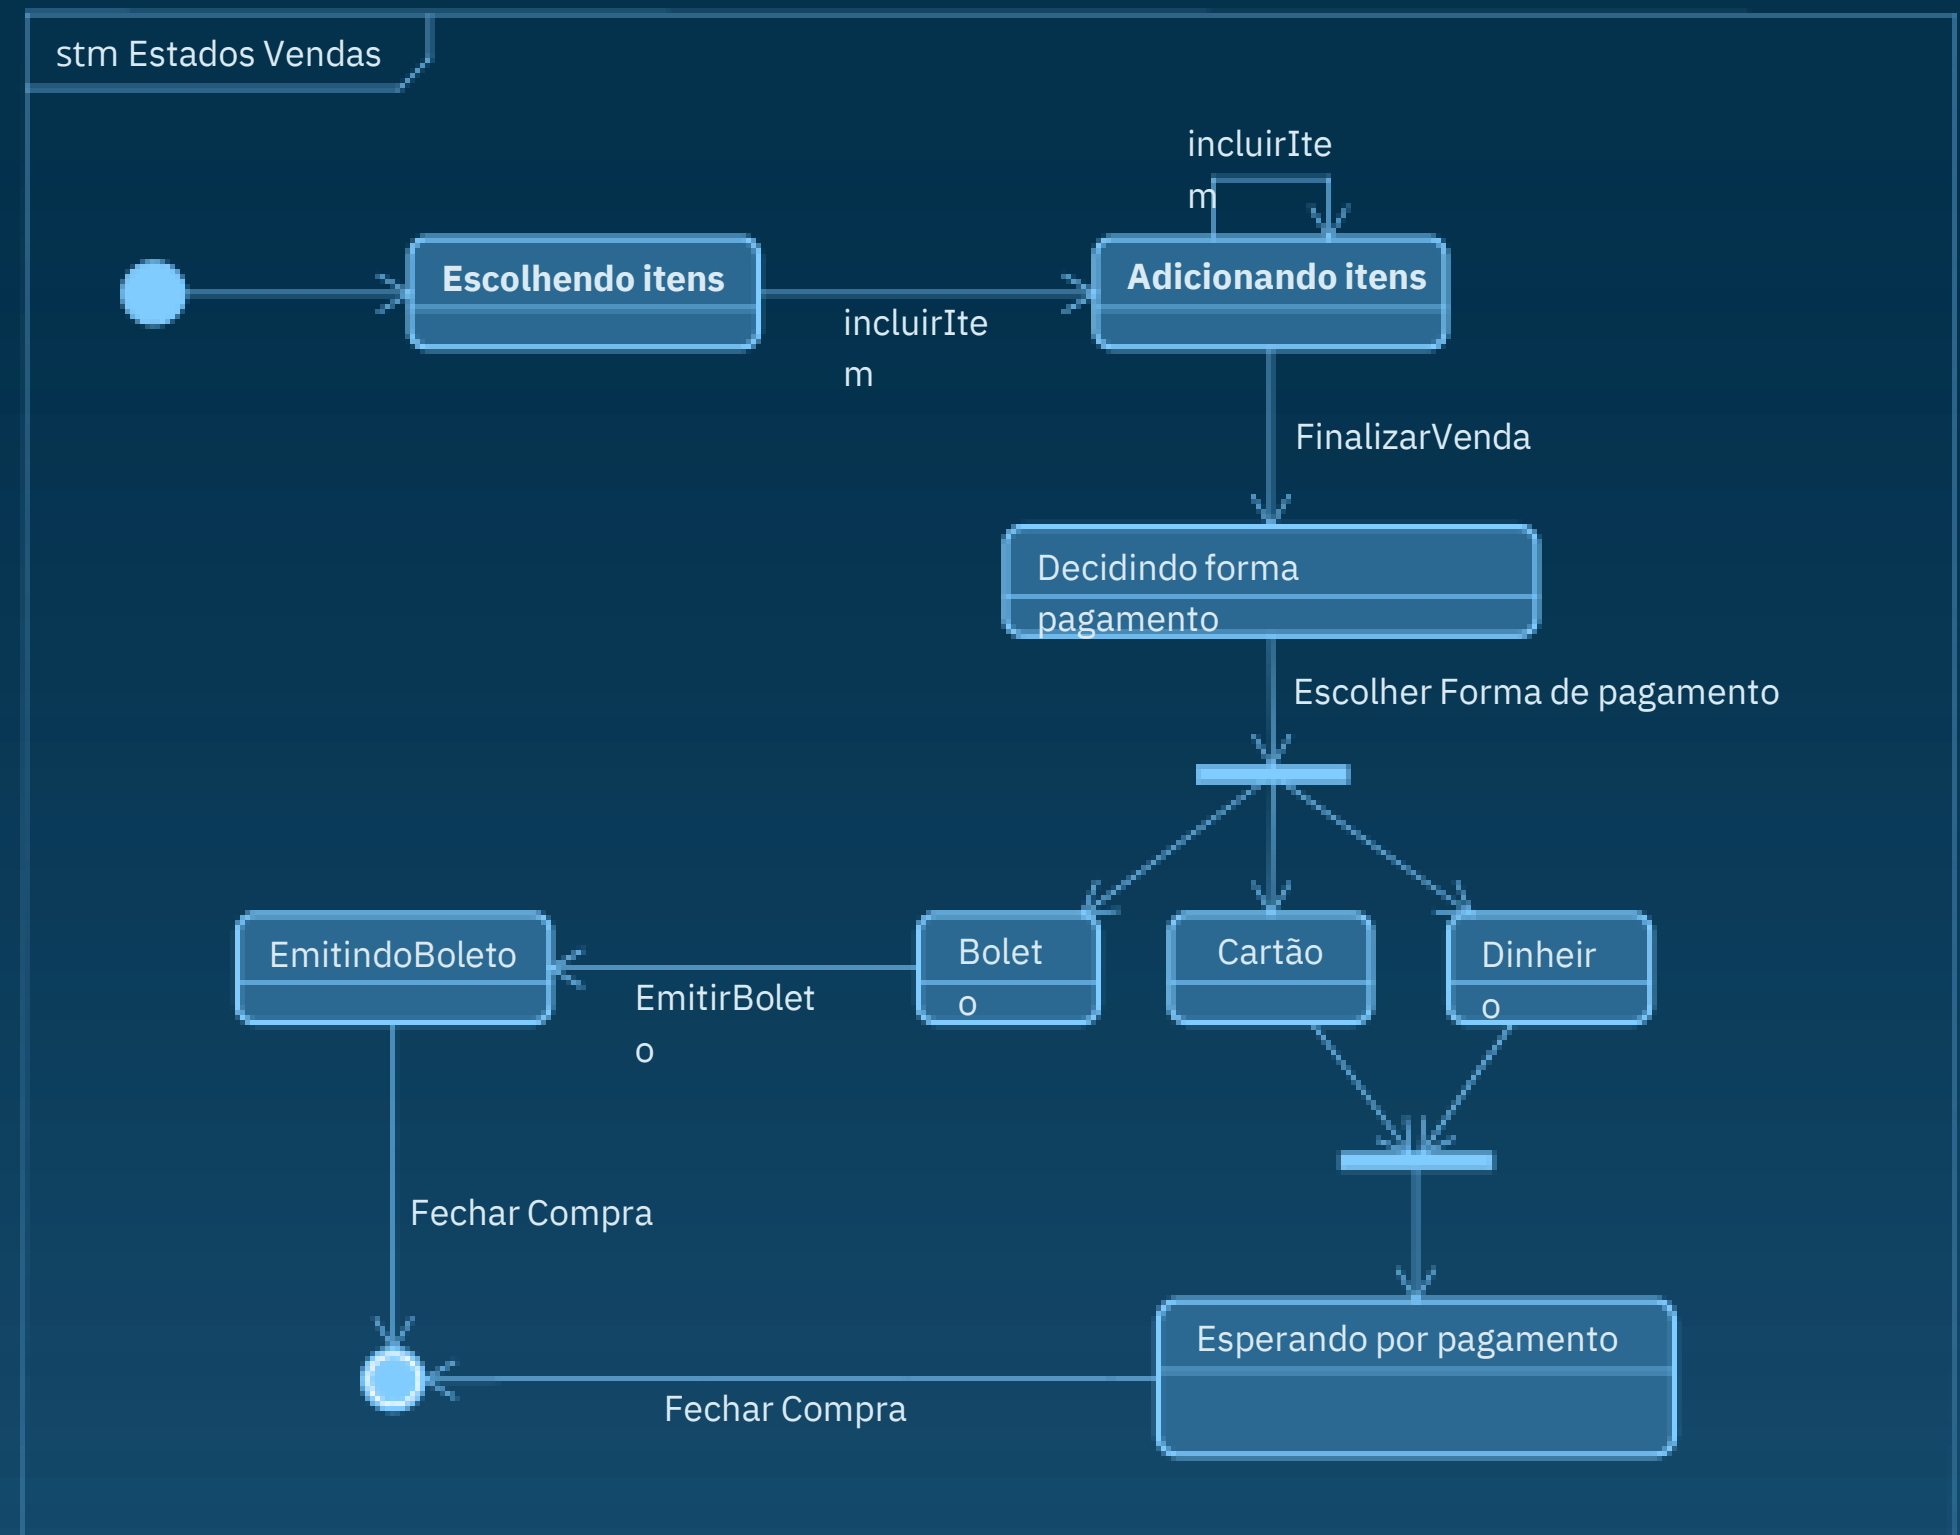 stm Estados Vendas
incluirIte
m
Escolhendo itens
incluirIte
m
Adicionando itens
FinalizarVenda
Decidindo forma
pagamento
Escolher Forma de pagamento
EmitindoBoleto
EmitirBolet
o
Bolet
o
Cartão
Dinheir
o
Fechar Compra
Esperando por pagamento
Fechar Compra